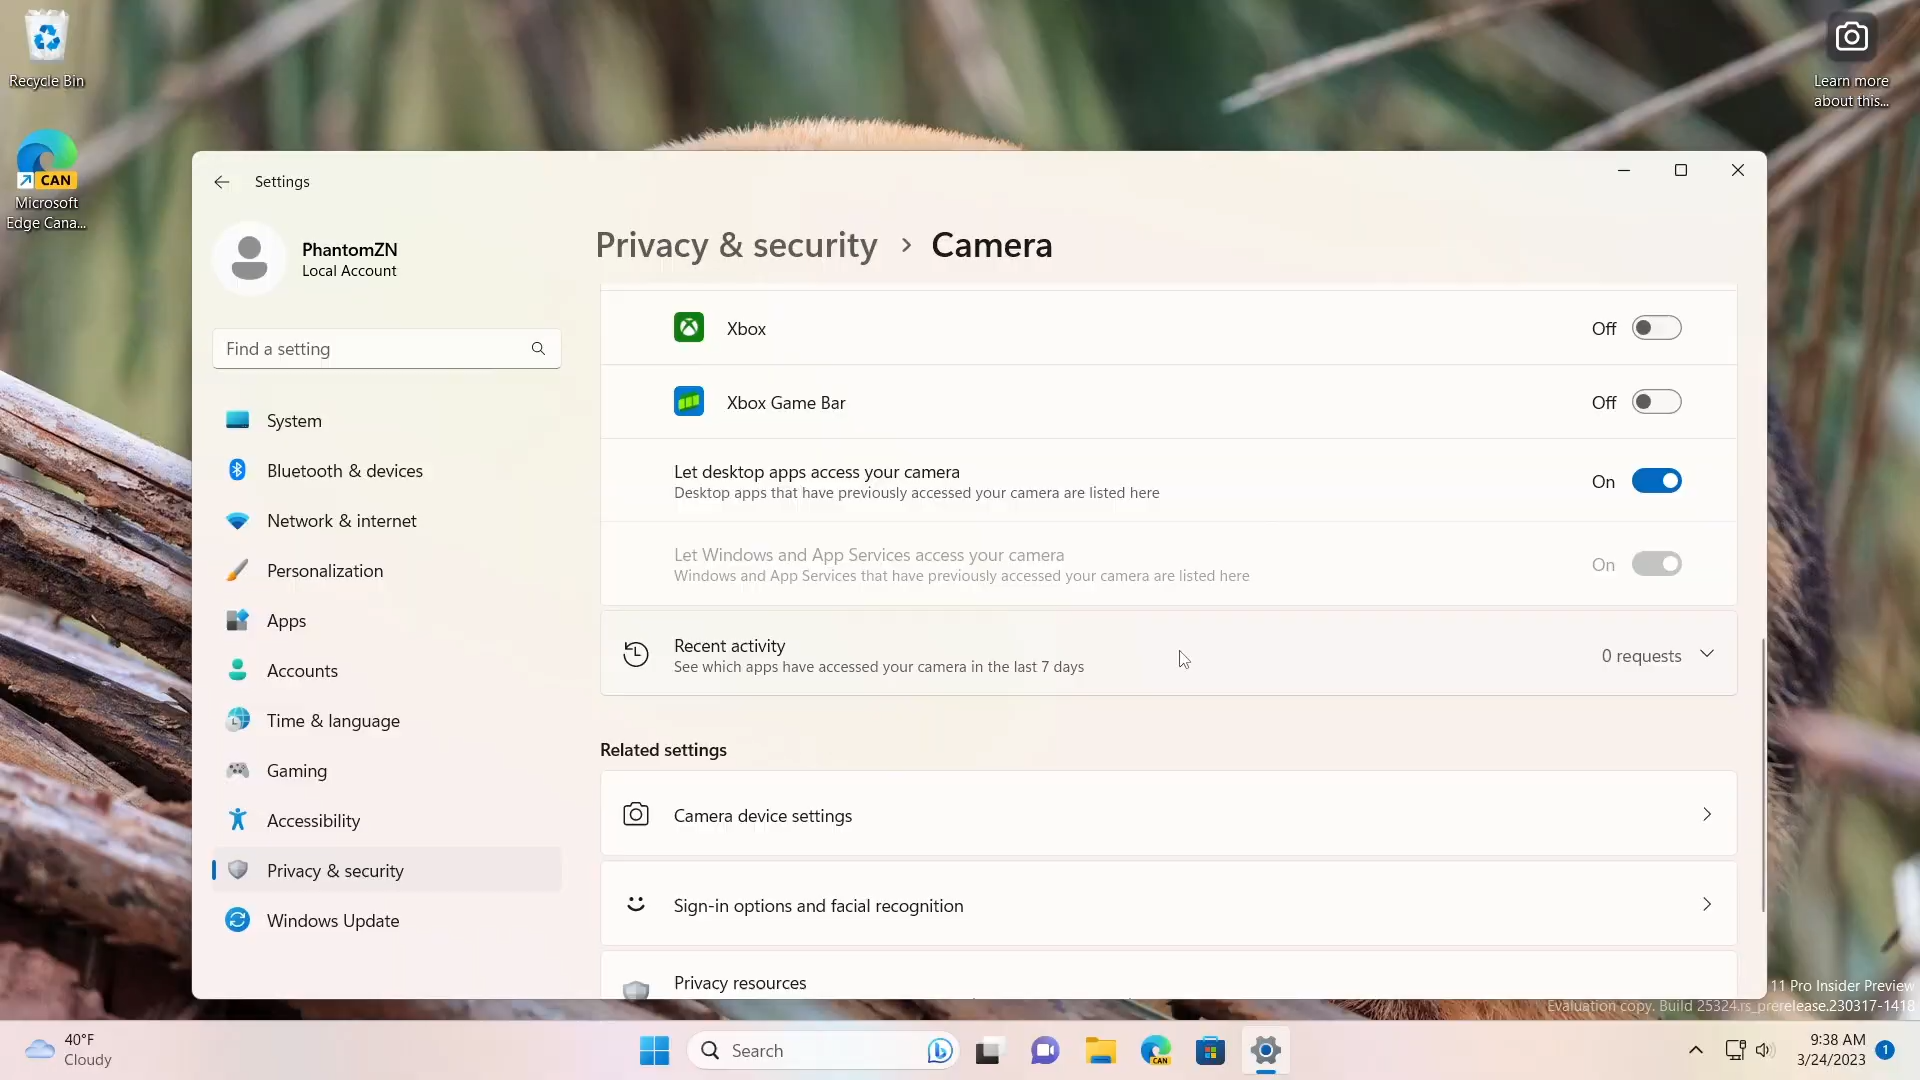 Recycle Bin
CAN
Microsoft
Edge Cana...
Learn more
about this...
Settings
PhantomZN
Local Account
Find a setting
System
Bluetooth & devices
Network & internet
Personalization
Apps
Accounts
Time & language
Gaming
Accessibility
Privacy & security
Windows Update
Privacy & security › Camera
Xbox
Off
Xbox Game Bar
Off
Let desktop apps access your camera
Desktop apps that have previously accessed your camera are listed here
On
Let Windows and App Services access your camera
Windows and App Services that have previously accessed your camera are listed here
On
Recent activity
See which apps have accessed your camera in the last 7 days
0 requests
Related settings
Camera device settings
Sign-in options and facial recognition
Privacy resources
11 Pro Insider Preview
Evaluation copy. Build 25324.rs_prerelease.230317-1418
40°F
Cloudy
Search
CAN
9:38 AM
3/24/2023
1